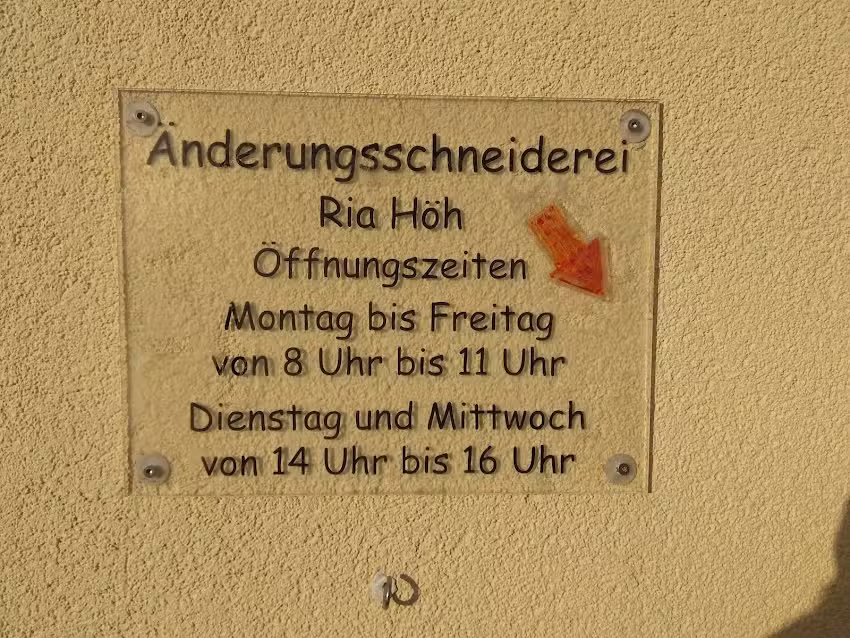 Änderungsschneiderei
Ria Höh
Öffnungszeiten
Montag bis Freitag
von 8 Uhr bis 11 Uhr
Dienstag und Mittwoch
von 14 Uhr bis 16 Uhr